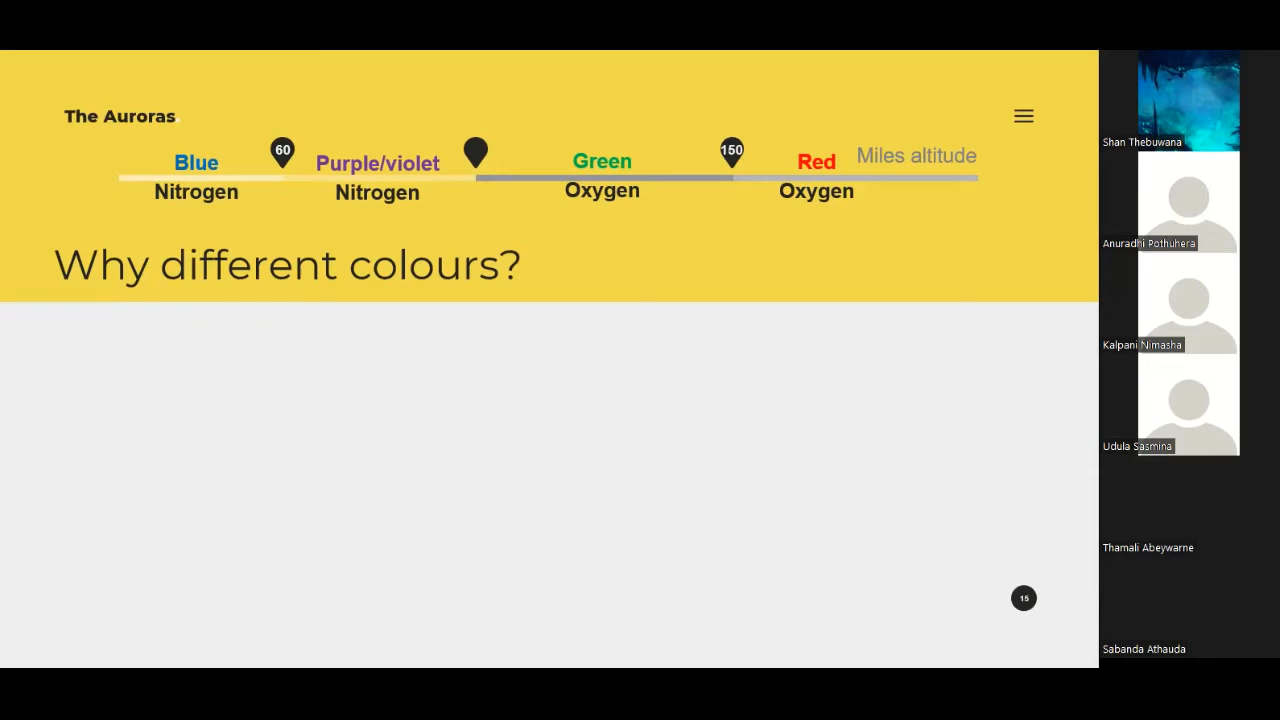 The Auroras
Blue 60 Purple/violet Green 150 Red Miles altitude
Nitrogen Nitrogen Oxygen Oxygen
Why different colours?
15
Shan Thebuwana
Anuradhi Pothuhera
Kalpani Nimasha
Udula Sasmina
Thamali Abeywarne
Sabanda Athauda